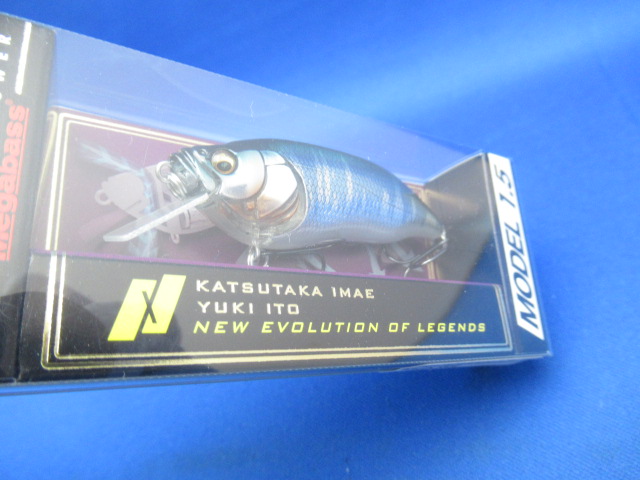 megabass
KATSUTAKA IMAE
YUKI ITO
NEW EVOLUTION OF LEGENDS
MODEL 1.5